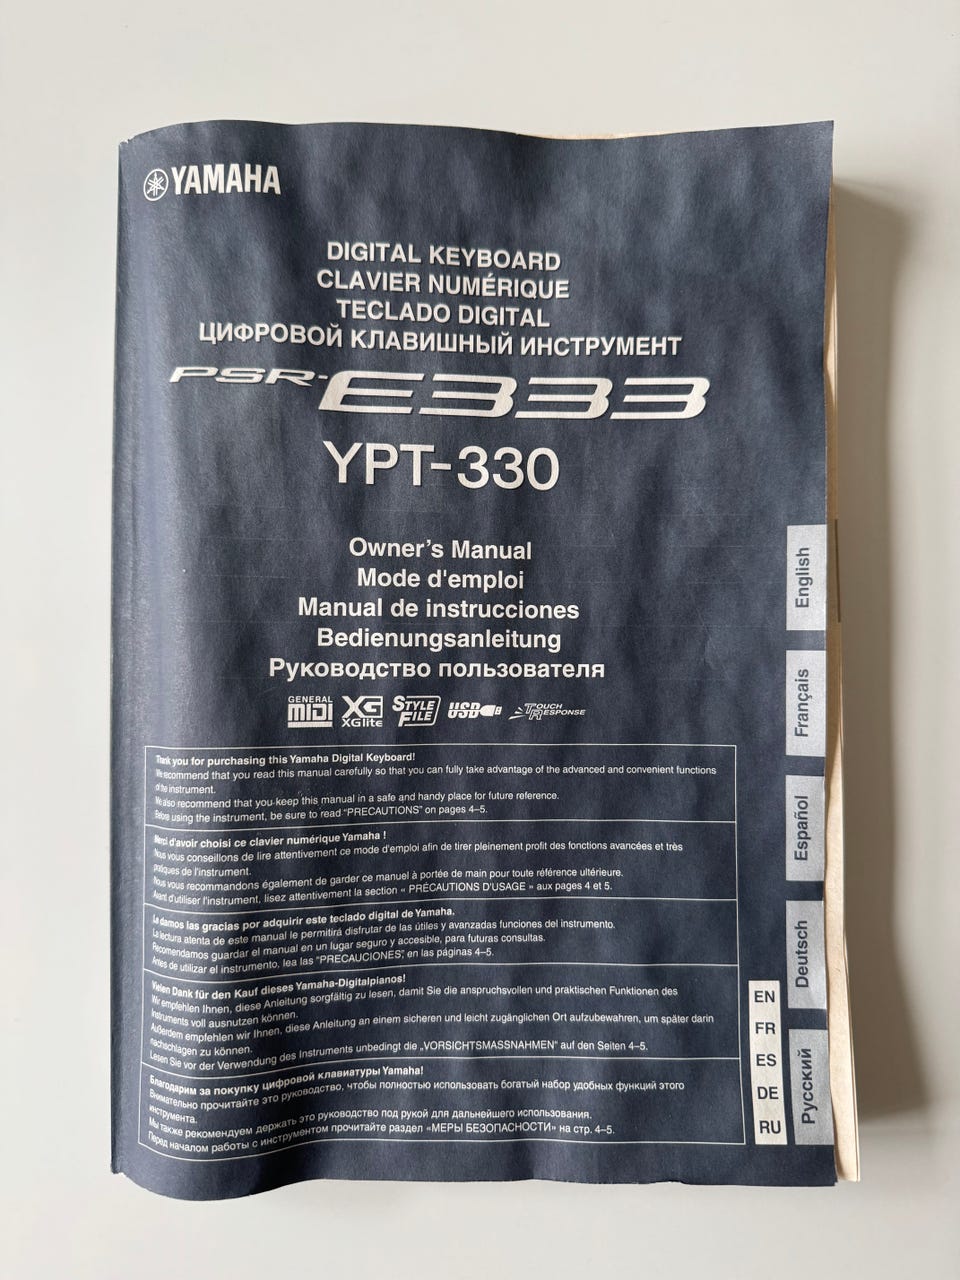 YAMAHA
DIGITAL KEYBOARD
CLAVIER NUMÉRIQUE
TECLADO DIGITAL
ЦИФРОВОЙ КЛАВИШНЫЙ ИНСТРУМЕНТ
PSR-E333
YPT-330
Owner's Manual
Mode d'emploi
Manual de instrucciones
Bedienungsanleitung
Руководство пользователя
GENERAL MIDI XG XGlite STYLE FILE USB TOUCH RESPONSE
Thank you for purchasing this Yamaha Digital Keyboard!
We recommend that you read this manual carefully so that you can fully take advantage of the advanced and convenient functions
of the instrument.
We also recommend that you keep this manual in a safe and handy place for future reference.
Before using the instrument, be sure to read "PRECAUTIONS" on pages 4–5.
Merci d'avoir choisi ce clavier numérique Yamaha !
Nous vous conseillons de lire attentivement ce mode d'emploi afin de tirer pleinement profit des fonctions avancées et très
pratiques de l'instrument.
Nous vous recommandons également de garder ce manuel à portée de main pour toute référence ultérieure.
Avant d'utiliser l'instrument, lisez attentivement la section « PRÉCAUTIONS D'USAGE » aux pages 4 et 5.
Le damos las gracias por adquirir este teclado digital de Yamaha.
La lectura atenta de este manual le permitirá disfrutar de las útiles y avanzadas funciones del instrumento.
Recomendamos guardar el manual en un lugar seguro y accesible, para futuras consultas.
Antes de utilizar el instrumento, lea las "PRECAUCIONES", en las páginas 4–5.
Vielen Dank für den Kauf dieses Yamaha-Digitalpianos!
Wir empfehlen Ihnen, diese Anleitung sorgfältig zu lesen, damit Sie die anspruchsvollen und praktischen Funktionen des
Instruments voll ausnutzen können.
Außerdem empfehlen wir Ihnen, diese Anleitung an einem sicheren und leicht zugänglichen Ort aufzubewahren, um später darin
nachschlagen zu können.
Lesen Sie vor der Verwendung des Instruments unbedingt die „VORSICHTSMASSNAHMEN" auf den Seiten 4–5.
Благодарим за покупку цифровой клавиатуры Yamaha!
Внимательно прочитайте это руководство, чтобы полностью использовать богатый набор удобных функций этого
инструмента.
Мы также рекомендуем держать это руководство под рукой для дальнейшего использования.
Перед началом работы с инструментом прочитайте раздел «МЕРЫ БЕЗОПАСНОСТИ» на стр. 4–5.
English
Français
Español
Deutsch
Русский
EN
FR
ES
DE
RU